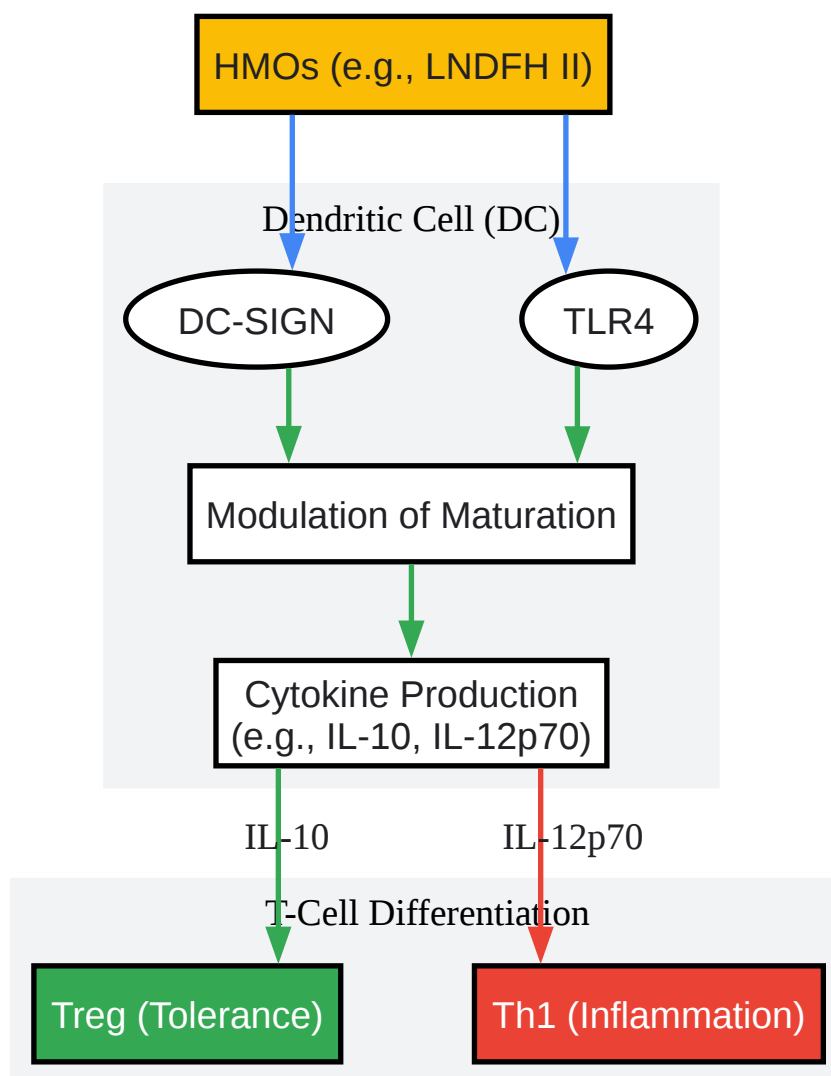 HMOs (e.g., LNDFH II)
Dendritic Cell (DC)
DC-SIGN
TLR4
Modulation of Maturation
Cytokine Production
(e.g., IL-10, IL-12p70)
IL-10
IL-12p70
T-Cell Differentiation
Treg (Tolerance)
Th1 (Inflammation)